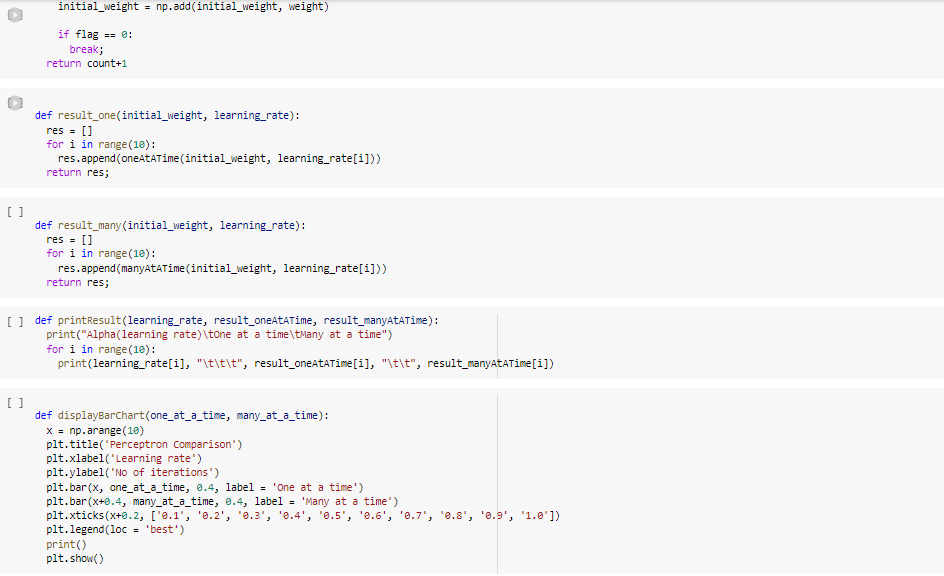 initial_weight = np.add(initial_weight, weight)
if flag == 0:
break;
return count+1
def result_one(initial_weight, learning_rate):
res = []
for i in range(10):
res.append(oneAtATime(initial_weight, learning_rate[i]))
return res;
[ ]
def result_many(initial_weight, learning_rate):
res = []
for i in range(10):
res.append(manyAtATime(initial_weight, learning_rate[i]))
return res;
[ ] def printResult(learning_rate, result_oneAtATime, result_manyAtATime):
print("Alpha(learning rate)\tOne at a time\tMany at a time")
for i in range(10):
print(learning_rate[i], "\t\t\t", result_oneAtATime[i], "\t\t", result_manyAtATime[i])
[ ]
def displayBarChart(one_at_a_time, many_at_a_time):
x = np.arange(10)
plt.title('Perceptron Comparison')
plt.xlabel('Learning rate')
plt.ylabel('No of iterations')
plt.bar(x, one_at_a_time, 0.4, label = 'One at a time')
plt.bar(x+0.4, many_at_a_time, 0.4, label = 'Many at a time')
plt.xticks(x+0.2, ['0.1', '0.2', '0.3', '0.4', '0.5', '0.6', '0.7', '0.8', '0.9', '1.0'])
plt.legend(loc = 'best')
print()
plt.show()